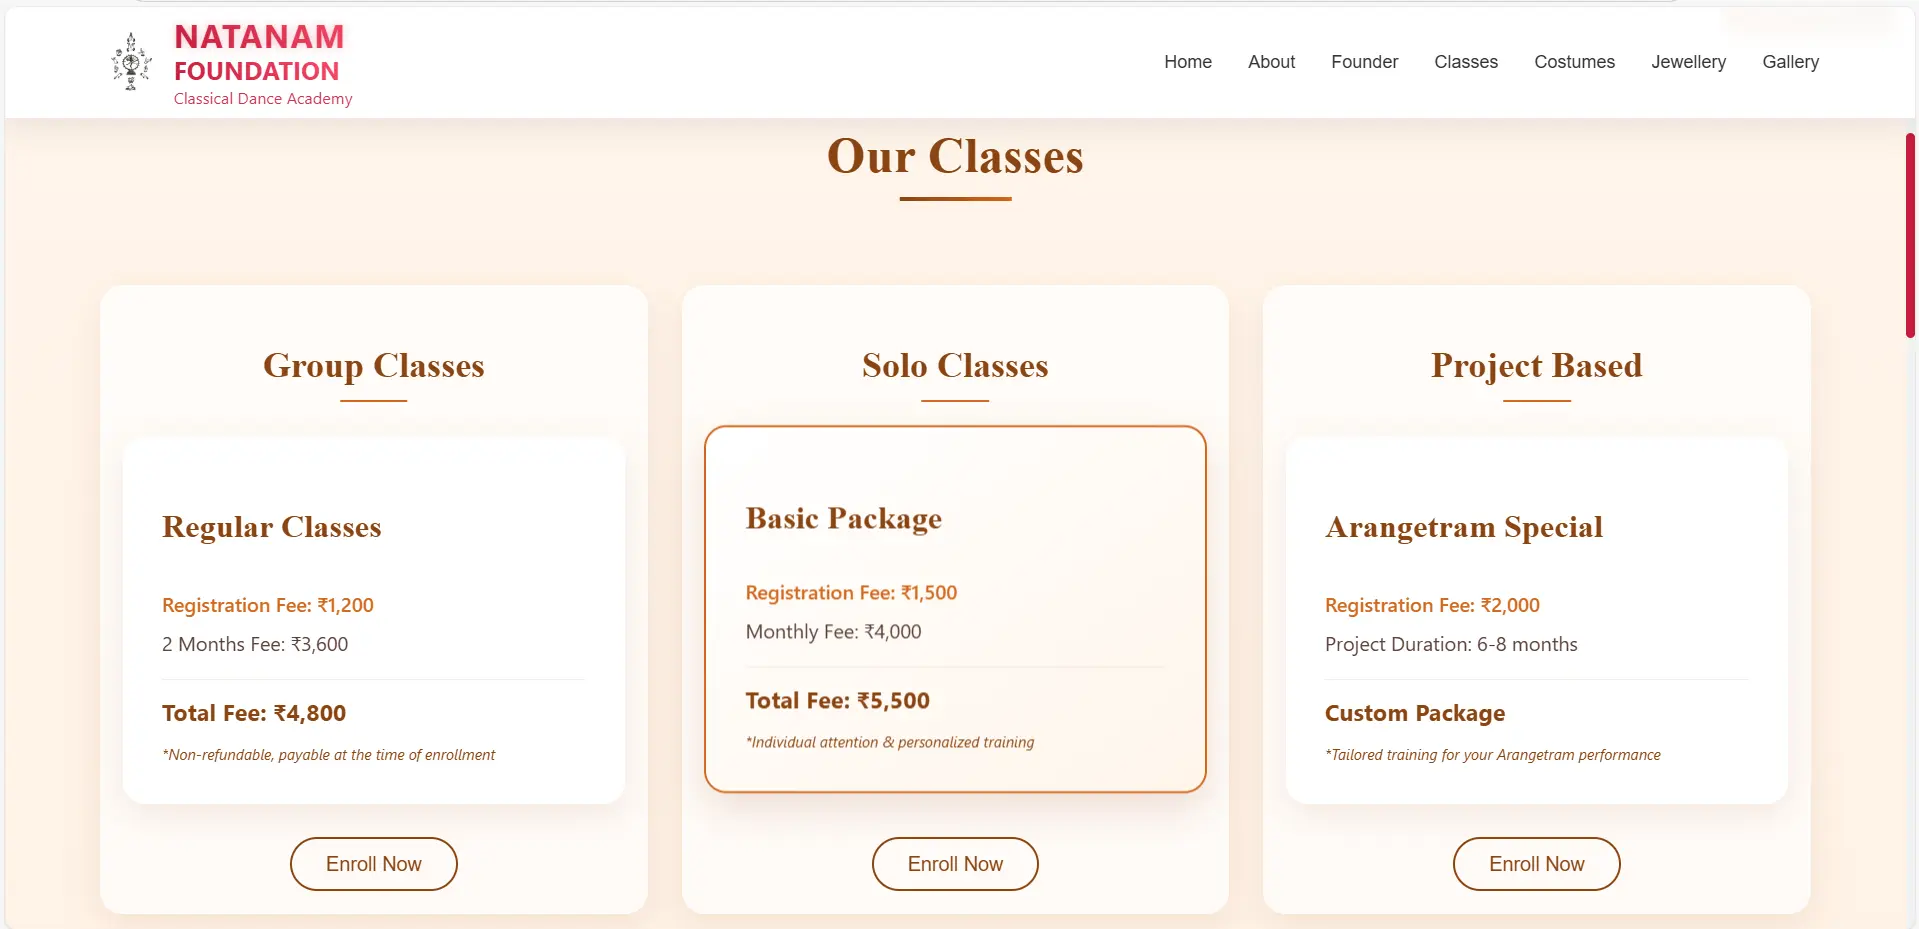 NATANAM
FOUNDATION
Classical Dance Academy
Home
About
Founder
Classes
Costumes
Jewellery
Gallery
Our Classes
Group Classes
Regular Classes
Registration Fee: ₹1,200
2 Months Fee: ₹3,600
Total Fee: ₹4,800
*Non-refundable, payable at the time of enrollment
Enroll Now
Solo Classes
Basic Package
Registration Fee: ₹1,500
Monthly Fee: ₹4,000
Total Fee: ₹5,500
*Individual attention & personalized training
Enroll Now
Project Based
Arangetram Special
Registration Fee: ₹2,000
Project Duration: 6-8 months
Custom Package
*Tailored training for your Arangetram performance
Enroll Now